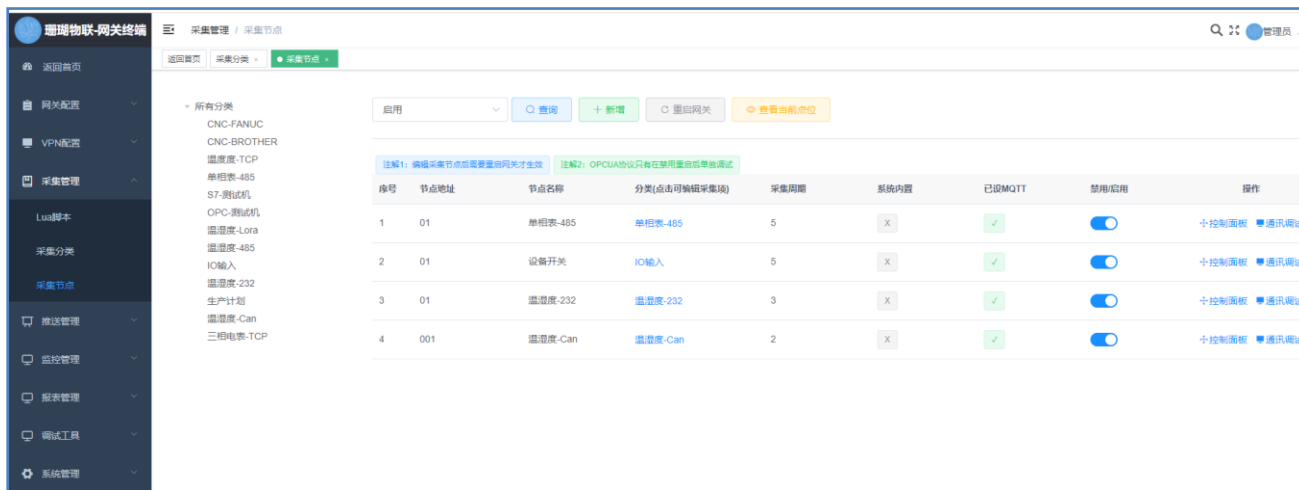 珊瑚物联-网关终端
采集管理 / 采集节点
管理员
返回首页
采集分类 ×
采集节点 ×
返回首页
网关配置
VPN配置
采集管理
Lua脚本
采集分类
采集节点
推送管理
监控管理
报表管理
调试工具
系统管理
所有分类
CNC-FANUC
CNC-BROTHER
温度度-TCP
单相表-485
S7-测试机
OPC-测试机
温湿度-Lora
温湿度-485
IO输入
温湿度-232
生产计划
温湿度-Can
三相电表-TCP
启用 查询 + 新增 重启网关 查看当前点位
注解1：编辑采集节点后需要重启网关才生效 注解2：OPCUA协议只有在禁用重启后单独调试
序号 节点地址 节点名称 分类(点击可编辑采集项) 采集周期 系统内置 已设MQTT 禁用/启用 操作
1 01 单相表-485 单相表-485 5 X ✓ 控制面板 通讯调试
2 01 设备开关 IO输入 5 X ✓ 控制面板 通讯调试
3 01 温湿度-232 温湿度-232 3 X ✓ 控制面板 通讯调试
4 001 温湿度-Can 温湿度-Can 2 X ✓ 控制面板 通讯调试